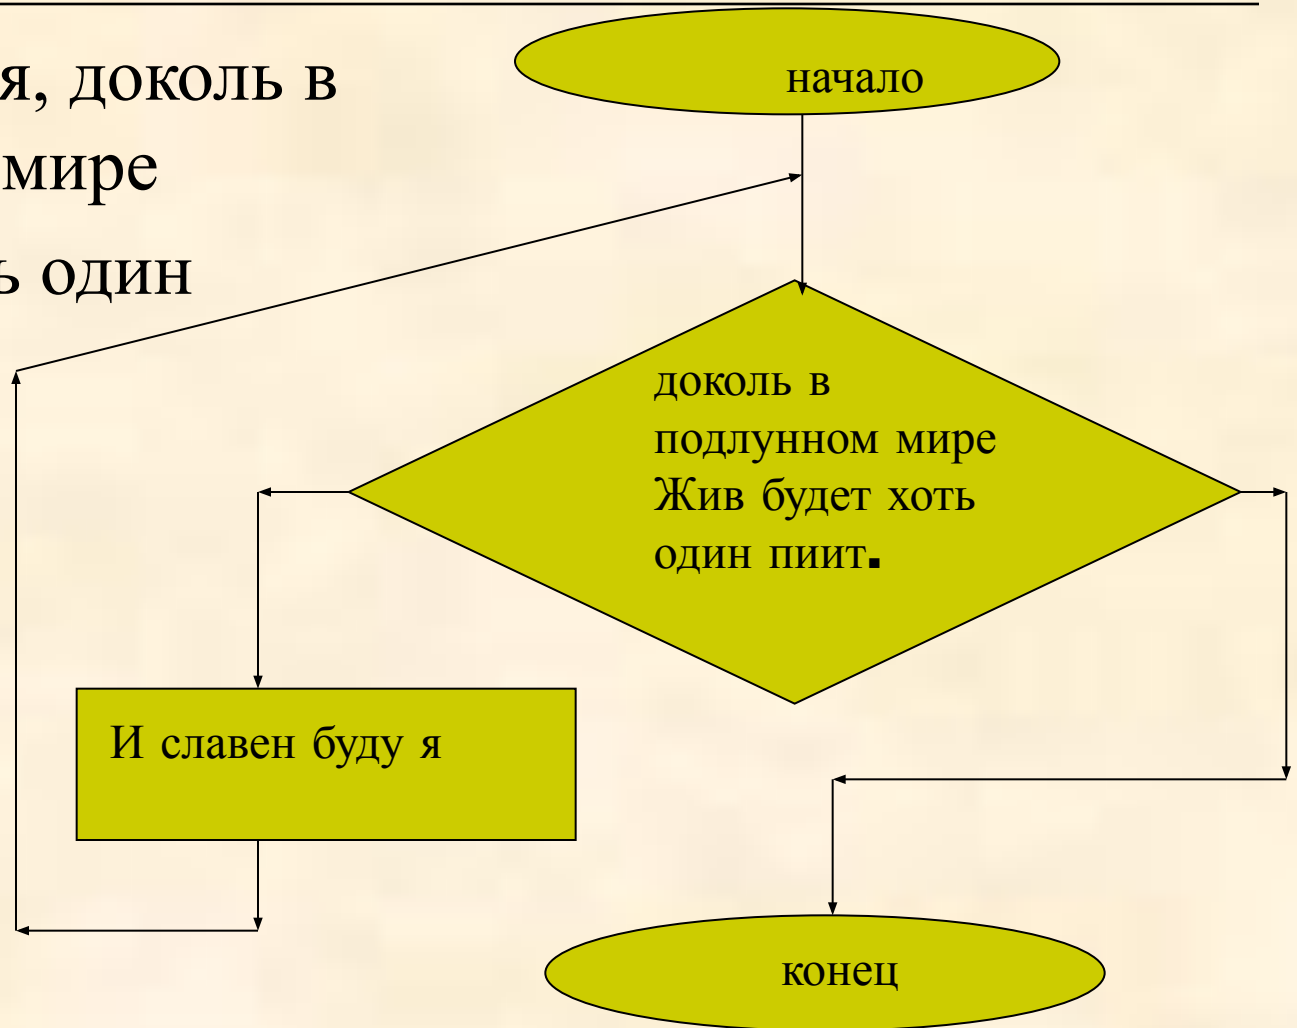 я, доколь в
мире
один
начало
доколь в
подлунном мире
Жив будет хоть
один пиит.
И славен буду я
конец